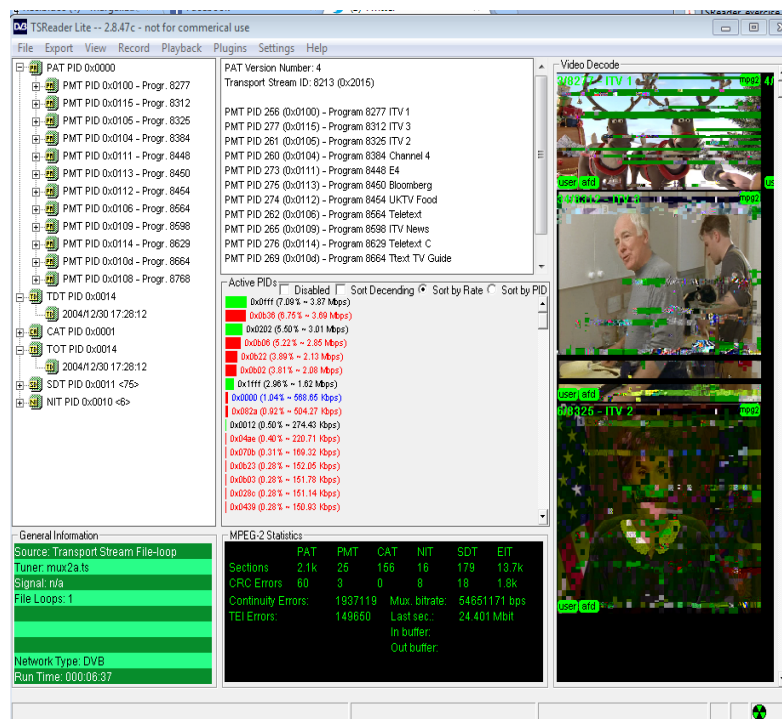 TSReader Lite -- 2.8.47c - not for commerical use
File Export View Record Playback Plugins Settings Help
PAT PID 0x0000
PMT PID 0x0100 - Progr. 8277
PMT PID 0x0115 - Progr. 8312
PMT PID 0x0105 - Progr. 8325
PMT PID 0x0104 - Progr. 8384
PMT PID 0x0111 - Progr. 8448
PMT PID 0x0113 - Progr. 8450
PMT PID 0x0112 - Progr. 8454
PMT PID 0x0106 - Progr. 8564
PMT PID 0x0109 - Progr. 8598
PMT PID 0x0114 - Progr. 8629
PMT PID 0x010d - Progr. 8664
PMT PID 0x0108 - Progr. 8768
TDT PID 0x0014
2004/12/30 17:28:12
CAT PID 0x0001
TOT PID 0x0014
2004/12/30 17:28:12
SDT PID 0x0011 <75>
NIT PID 0x0010 <6>
PAT Version Number: 4
Transport Stream ID: 8213 (0x2015)
PMT PID 256 (0x0100) - Program 8277 ITV 1
PMT PID 277 (0x0115) - Program 8312 ITV 3
PMT PID 261 (0x0105) - Program 8325 ITV 2
PMT PID 260 (0x0104) - Program 8384 Channel 4
PMT PID 273 (0x0111) - Program 8448 E4
PMT PID 275 (0x0113) - Program 8450 Bloomberg
PMT PID 274 (0x0112) - Program 8454 UKTV Food
PMT PID 262 (0x0106) - Program 8564 Teletext
PMT PID 265 (0x0109) - Program 8598 ITV News
PMT PID 276 (0x0114) - Program 8629 Teletext C
PMT PID 269 (0x010d) - Program 8664 Ttext TV Guide
Active PIDs
Disabled Sort Decending Sort by Rate Sort by PID
0x0fff (7.09% ~ 3.87 Mbps)
0x0b36 (6.75% ~ 3.69 Mbps)
0x0202 (5.50% ~ 3.01 Mbps)
0x0b06 (5.22% ~ 2.85 Mbps)
0x0b22 (3.89% ~ 2.13 Mbps)
0x0b02 (3.81% ~ 2.08 Mbps)
0x1fff (2.96% ~ 1.62 Mbps)
0x0000 (1.04% ~ 568.65 Kbps)
0x082a (0.92% ~ 504.27 Kbps)
0x0012 (0.50% ~ 274.43 Kbps)
0x04ae (0.40% ~ 220.71 Kbps)
0x070b (0.31% ~ 169.32 Kbps)
0x0b23 (0.28% ~ 152.05 Kbps)
0x0b03 (0.28% ~ 151.78 Kbps)
0x028c (0.28% ~ 151.14 Kbps)
0x0439 (0.28% ~ 150.93 Kbps)
Video Decode
ITV 1 mpg2
user afd
mpg2
user afd
8325 - ITV 2 mpg2
user afd
General Information
Source: Transport Stream File-loop
Tuner: mux2a.ts
Signal: n/a
File Loops: 1
Network Type: DVB
Run Time: 000:06:37
MPEG-2 Statistics
PAT PMT CAT NIT SDT EIT
Sections 2.1k 25 156 16 179 13.7k
CRC Errors 60 3 0 8 18 1.8k
Continuity Errors: 1937119 Mux. bitrate: 54651171 bps
TEI Errors: 149650 Last sec.: 24.401 Mbit
In buffer:
Out buffer: